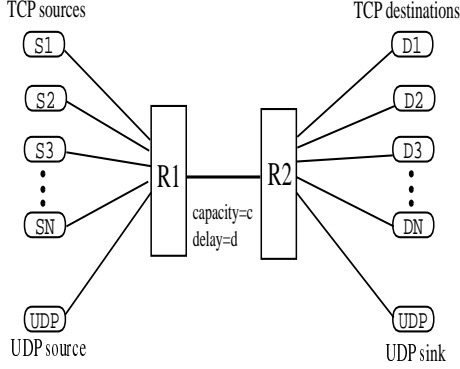 TCP sources
TCP destinations
S1
D1
S2
D2
S3
D3
R1
R2
capacity=c
delay=d
SN
DN
UDP
UDP
UDP source
UDP sink